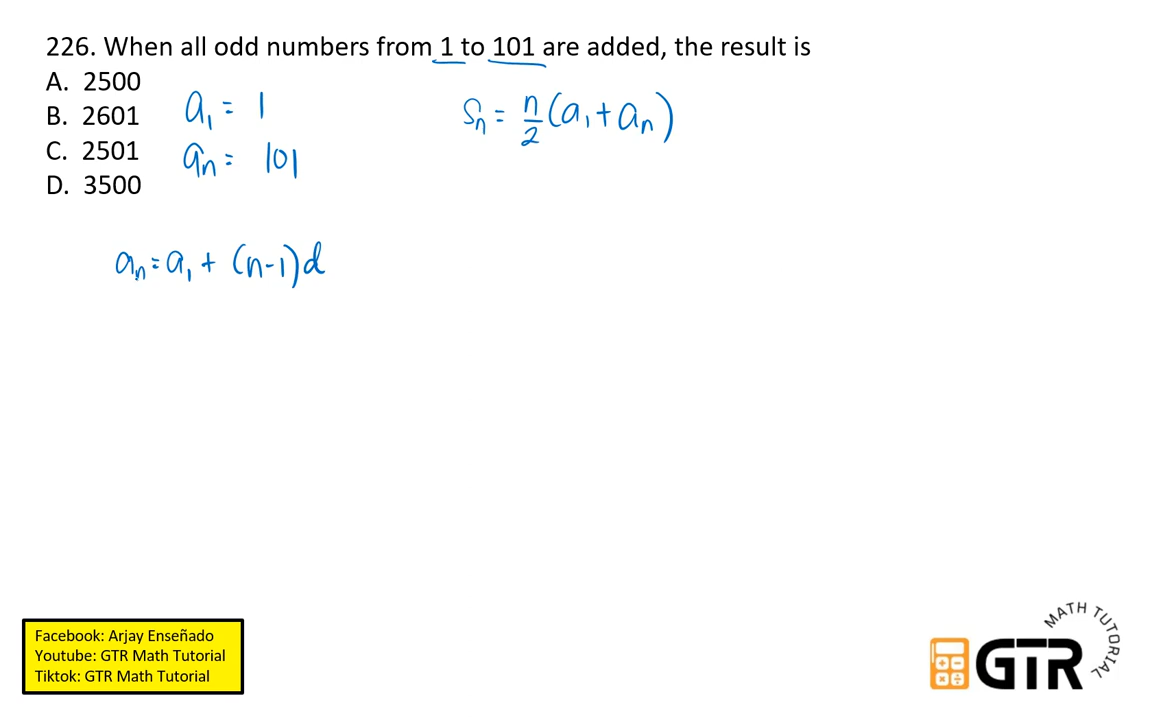 226. When all odd numbers from 1 to 101 are added, the result is
A. 2500
B. 2601
C. 2501
D. 3500
a₁ = 1
aₙ = 101
Sₙ = n/2 (a₁ + aₙ)
aₙ = a₁ + (n-1)d
Facebook: Arjay Enseñado
Youtube: GTR Math Tutorial
Tiktok: GTR Math Tutorial
GTR
MATH TUTORIAL